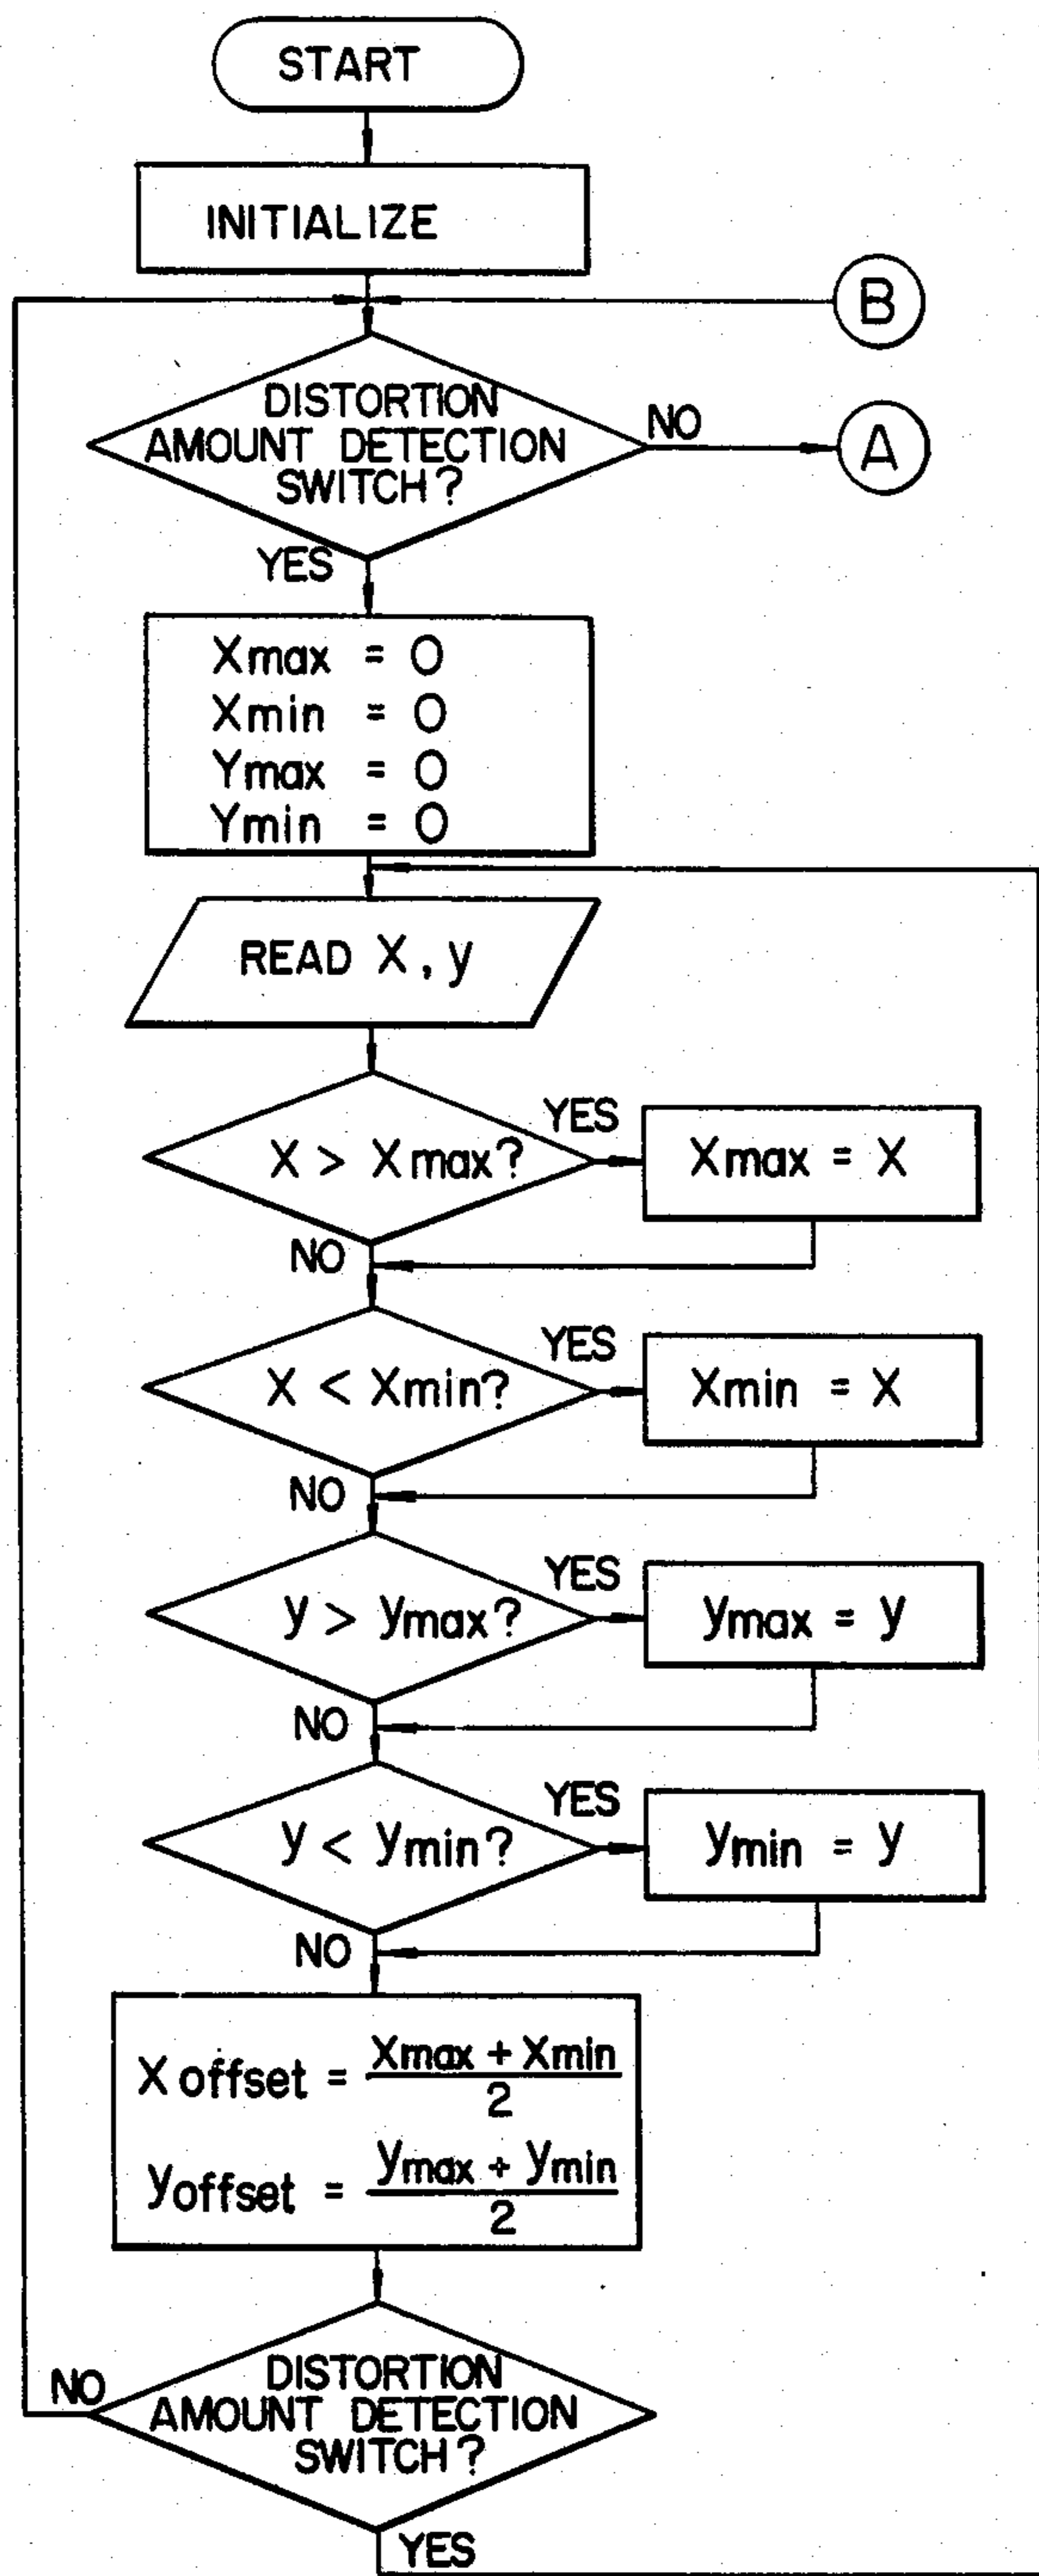 START
INITIALIZE
B
DISTORTION
AMOUNT DETECTION
SWITCH?
NO
A
YES
Xmax = 0
Xmin = 0
Ymax = 0
Ymin = 0
READ X, y
X > Xmax?
YES
Xmax = X
NO
X < Xmin?
YES
Xmin = X
NO
y > ymax?
YES
ymax = y
NO
y < ymin?
YES
ymin = y
NO
X offset = Xmax + Xmin / 2
yoffset = ymax + ymin / 2
DISTORTION
AMOUNT DETECTION
SWITCH?
NO
YES